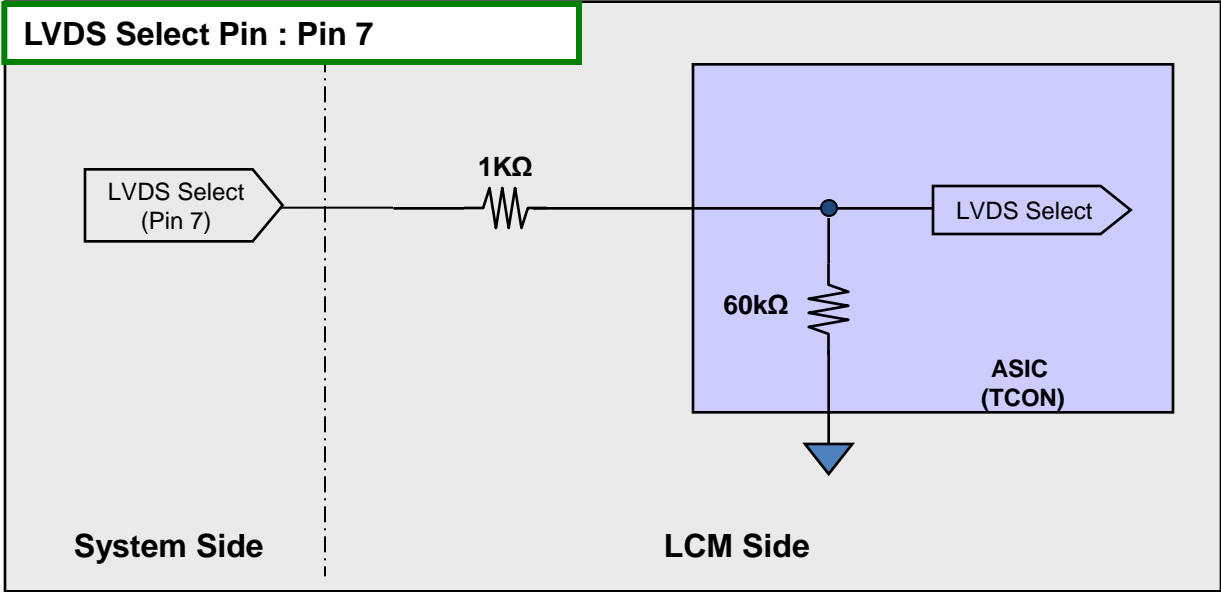 LVDS Select Pin : Pin 7
1KΩ
LVDS Select
(Pin 7)
LVDS Select
60kΩ
ASIC
(TCON)
System Side
LCM Side